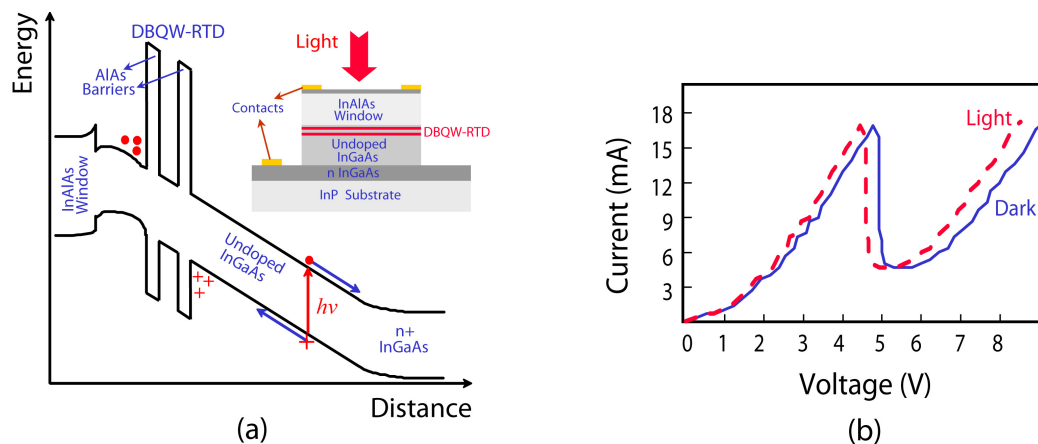 Energy
DBQW-RTD
AlAs
Barriers
InAlAs
Window
Undoped
InGaAs
hν
n+
InGaAs
Distance
(a)
Light
Contacts
InAlAs
Window
DBQW-RTD
Undoped
InGaAs
n InGaAs
InP Substrate
Current (mA)
18
15
12
9
6
3
0 1 2 3 4 5 6 7 8
Light
Dark
Voltage (V)
(b)